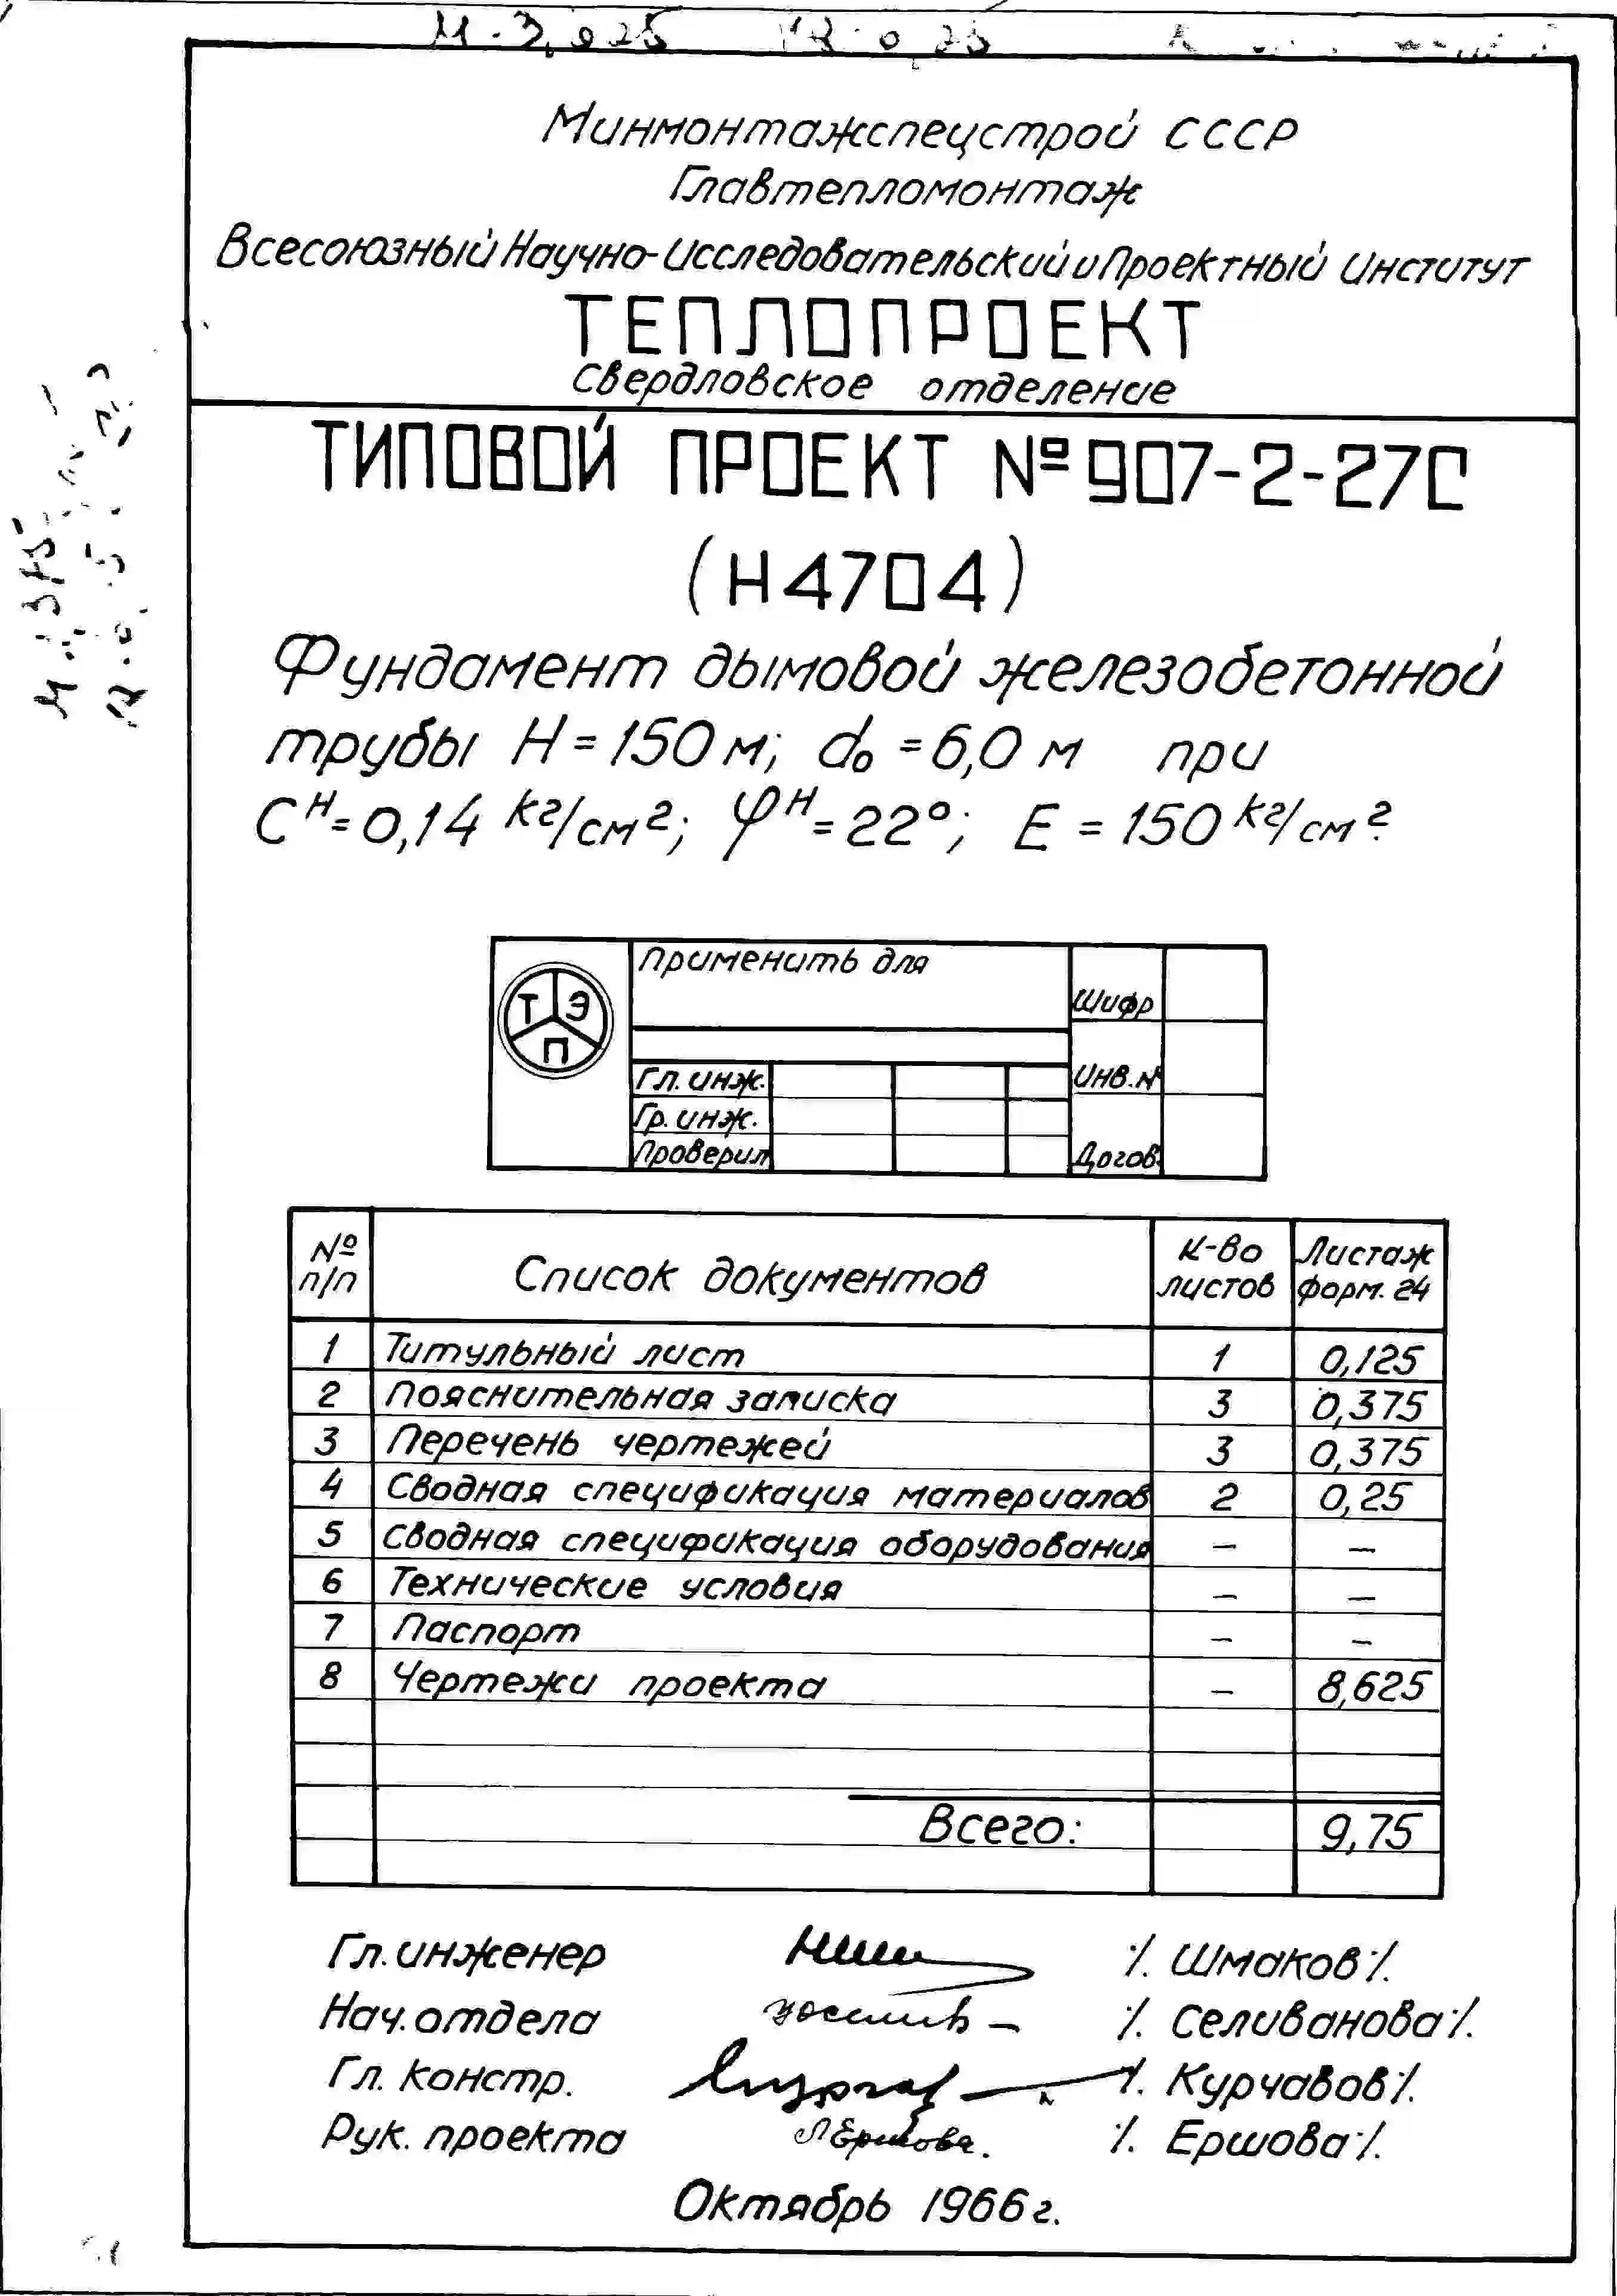 Минмонтажспецстрой СССР
Главтепломонтаж
Всесоюзный Научно-Исследовательский и Проектный Институт
ТЕПЛОПРОЕКТ
Свердловское отделение
ТИПОВОЙ ПРОЕКТ №907-2-27С
(Н4704)
Фундамент дымовой железобетонной
трубы Н=150м; d₀=6,0 м при
Cᴴ=0,14 кг/см²; φᴴ=22°; E=150кг/см².
Т Э П
Применить для
Шифр
Гл. инж.
Инв.N
Гр. инж.
Проверил
Догов.
№ п/п Список документов К-во листов Листаж форм. 24
1 Титульный лист 1 0,125
2 Пояснительная записка 3 0,375
3 Перечень чертежей 3 0,375
4 Сводная спецификация материалов 2 0,25
5 Сводная спецификация оборудования – –
6 Технические условия – –
7 Паспорт – –
8 Чертежи проекта – 8,625
Всего: 9,75
Гл. инженер /. Шмаков /.
Нач. отдела /. Селиванова /.
Гл. констр. /. Курчавов /.
Рук. проекта Л Ершова. /. Ершова /.
Октябрь 1966г.